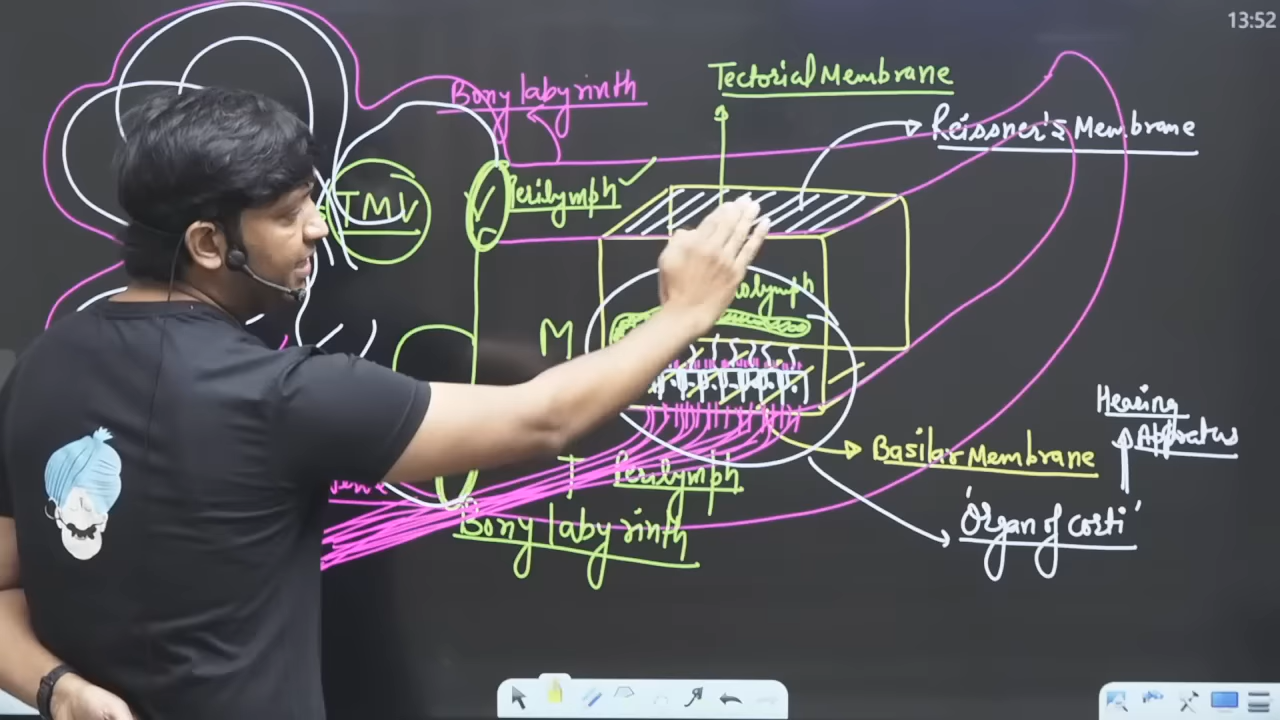 13:52
Tectorial Membrane
Bony labyrinth
Reissner's Membrane
Perilymph
TMV
M
Hearing
Appratus
Basilar Membrane
T
Perilymph
'Organ of corti'
Bony labyrinth